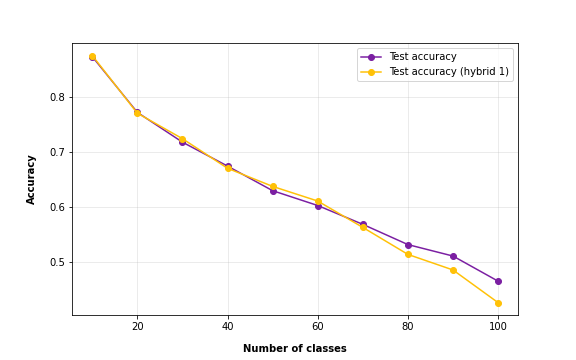 Test accuracy
Test accuracy (hybrid 1)
0.8
0.7
0.6
0.5
Accuracy
20 40 60 80 100
Number of classes